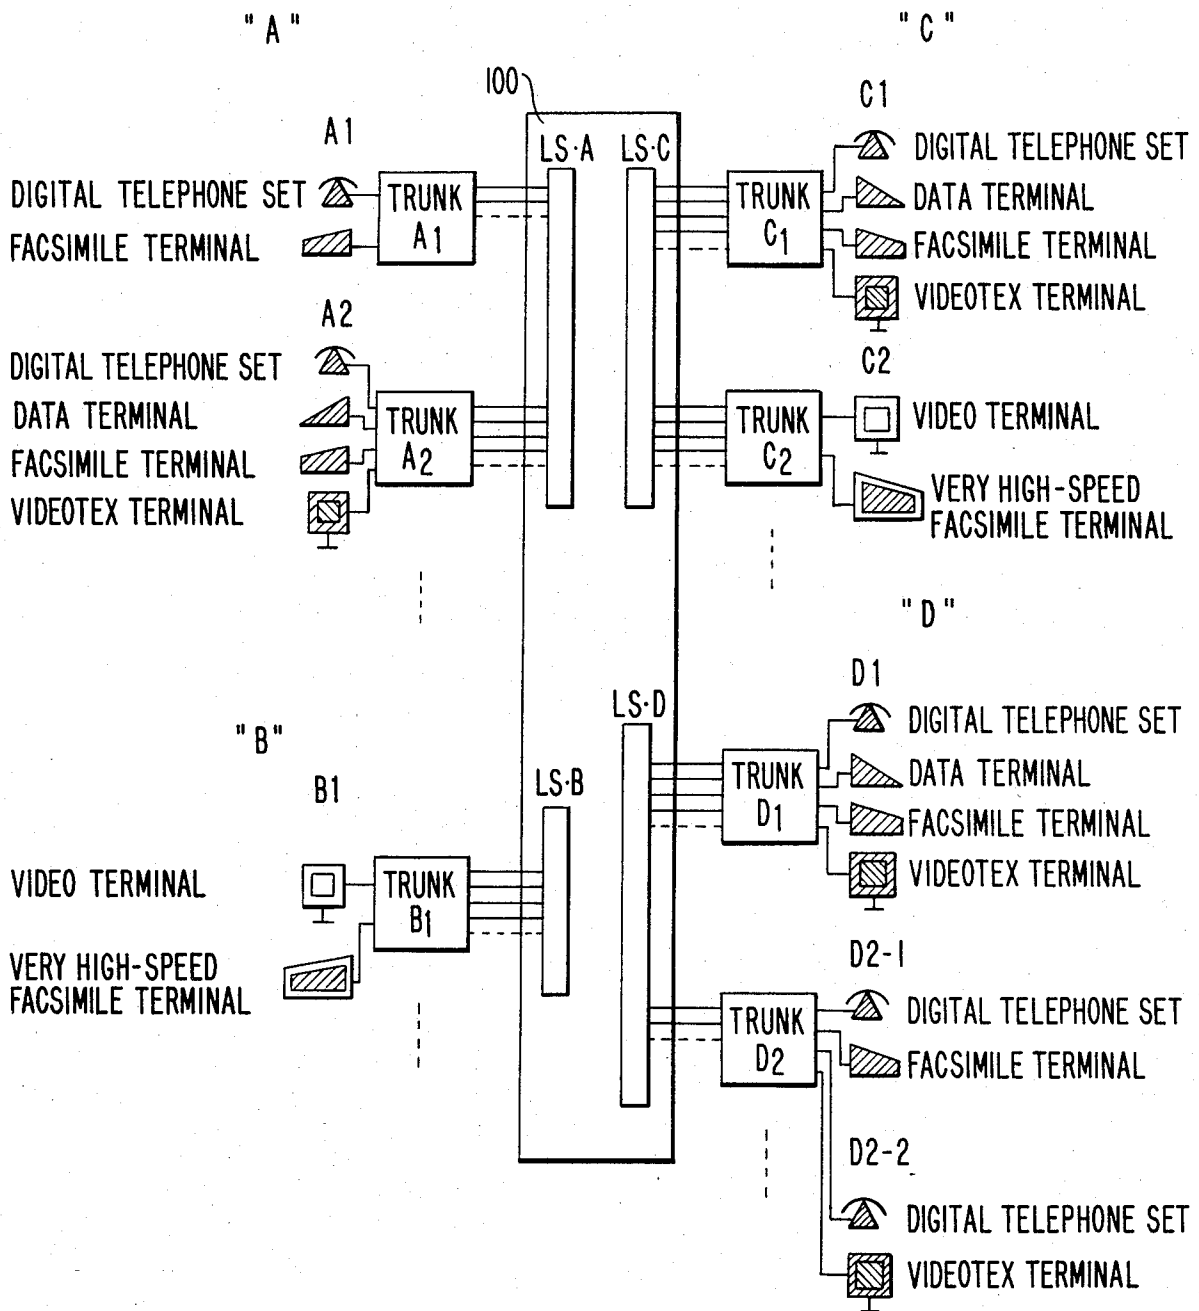 "A"
"C"
100
A1
C1
LS·A
LS·C
DIGITAL TELEPHONE SET
FACSIMILE TERMINAL
TRUNK
A1
TRUNK
C1
DIGITAL TELEPHONE SET
DATA TERMINAL
FACSIMILE TERMINAL
VIDEOTEX TERMINAL
A2
C2
DIGITAL TELEPHONE SET
DATA TERMINAL
FACSIMILE TERMINAL
VIDEOTEX TERMINAL
TRUNK
A2
TRUNK
C2
VIDEO TERMINAL
VERY HIGH-SPEED
FACSIMILE TERMINAL
"B"
"D"
B1
D1
LS·B
LS·D
VIDEO TERMINAL
VERY HIGH-SPEED
FACSIMILE TERMINAL
TRUNK
B1
TRUNK
D1
DIGITAL TELEPHONE SET
DATA TERMINAL
FACSIMILE TERMINAL
VIDEOTEX TERMINAL
D2-1
TRUNK
D2
DIGITAL TELEPHONE SET
FACSIMILE TERMINAL
D2-2
DIGITAL TELEPHONE SET
VIDEOTEX TERMINAL